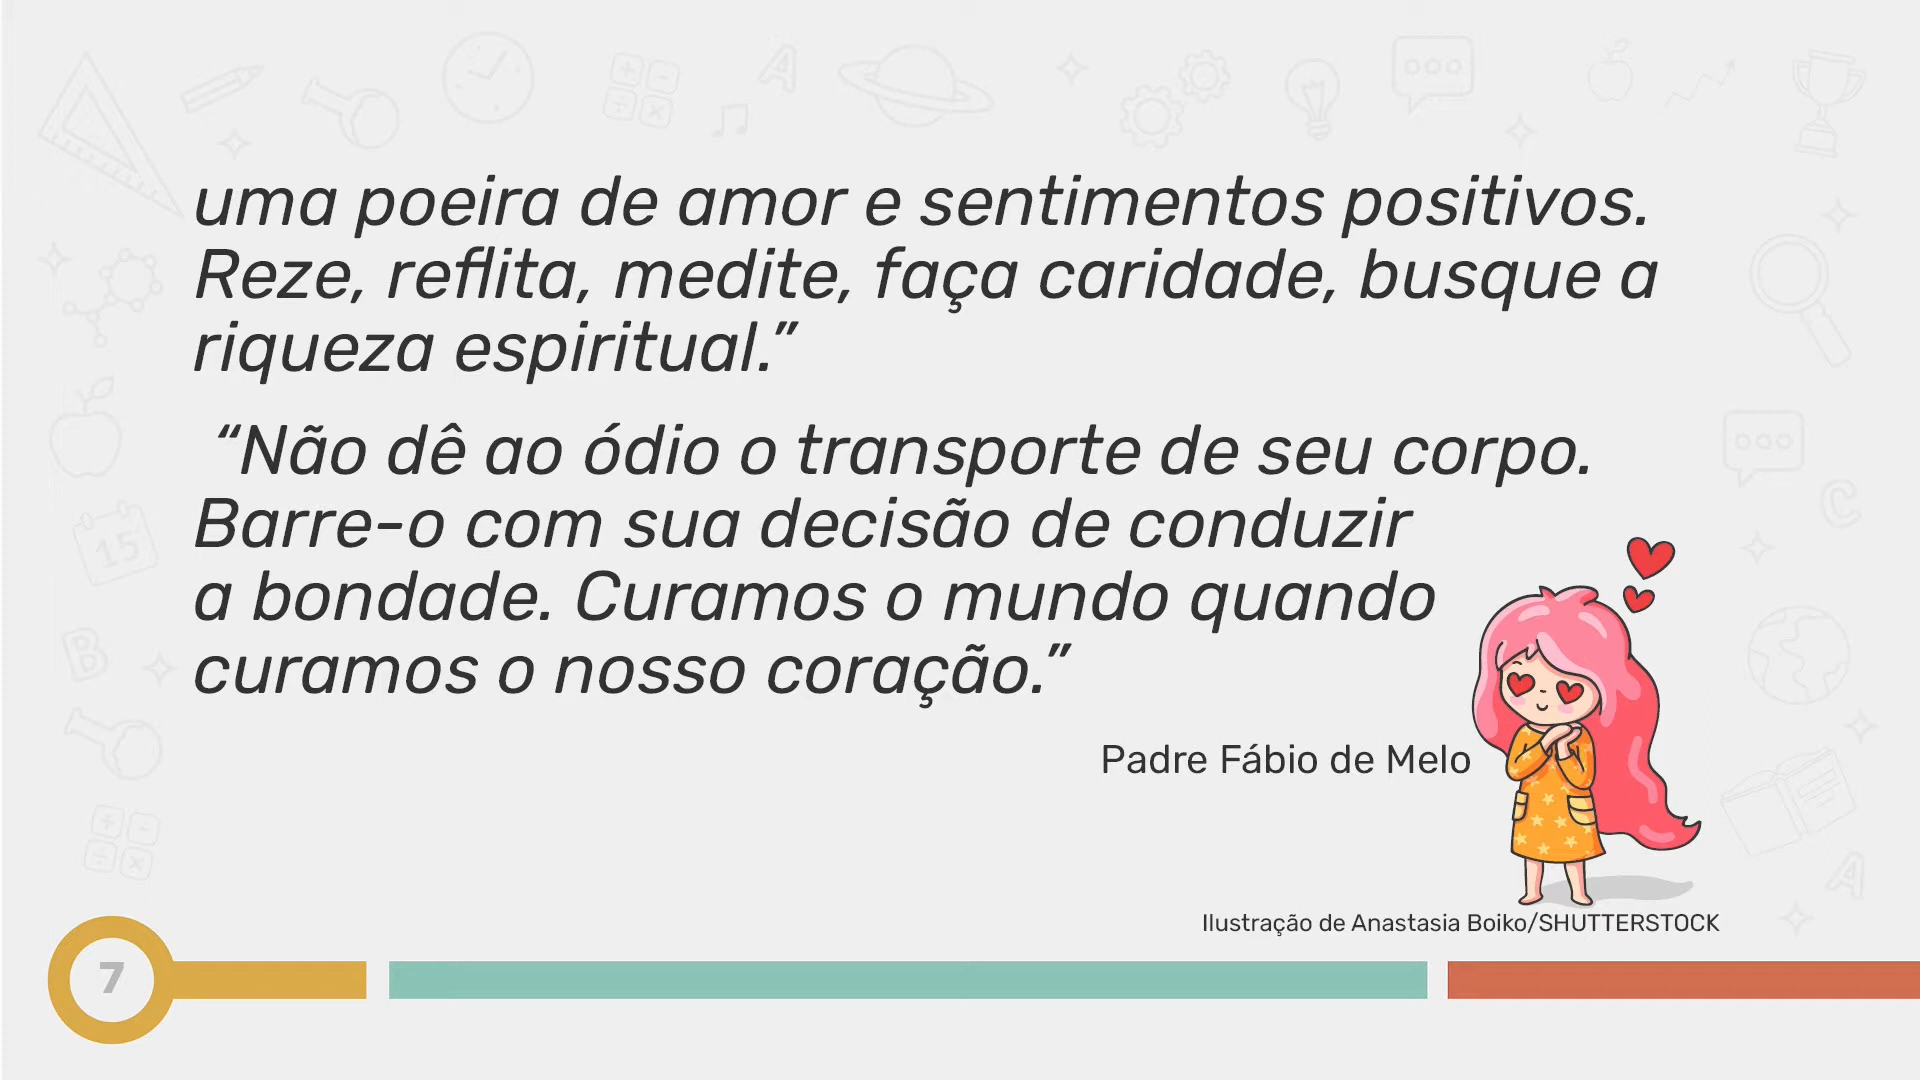 uma poeira de amor e sentimentos positivos.
Reze, reflita, medite, faça caridade, busque a
riqueza espiritual.”
“Não dê ao ódio o transporte de seu corpo.
Barre-o com sua decisão de conduzir
a bondade. Curamos o mundo quando
curamos o nosso coração.”
Padre Fábio de Melo
Ilustração de Anastasia Boiko/SHUTTERSTOCK
7
A
C
15
B
A